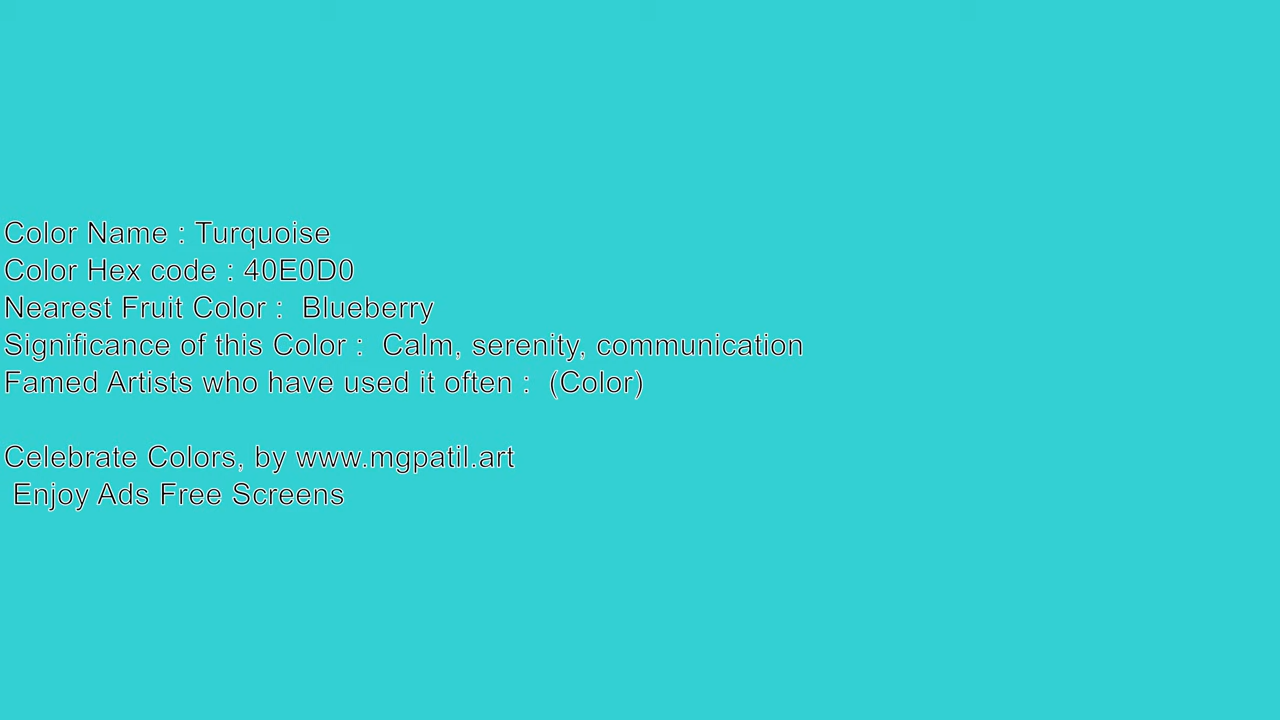 Color Name : Turquoise
Color Hex code : 40E0D0
Nearest Fruit Color :  Blueberry
Significance of this Color :  Calm, serenity, communication
Famed Artists who have used it often :  (Color)
Celebrate Colors, by www.mgpatil.art
Enjoy Ads Free Screens